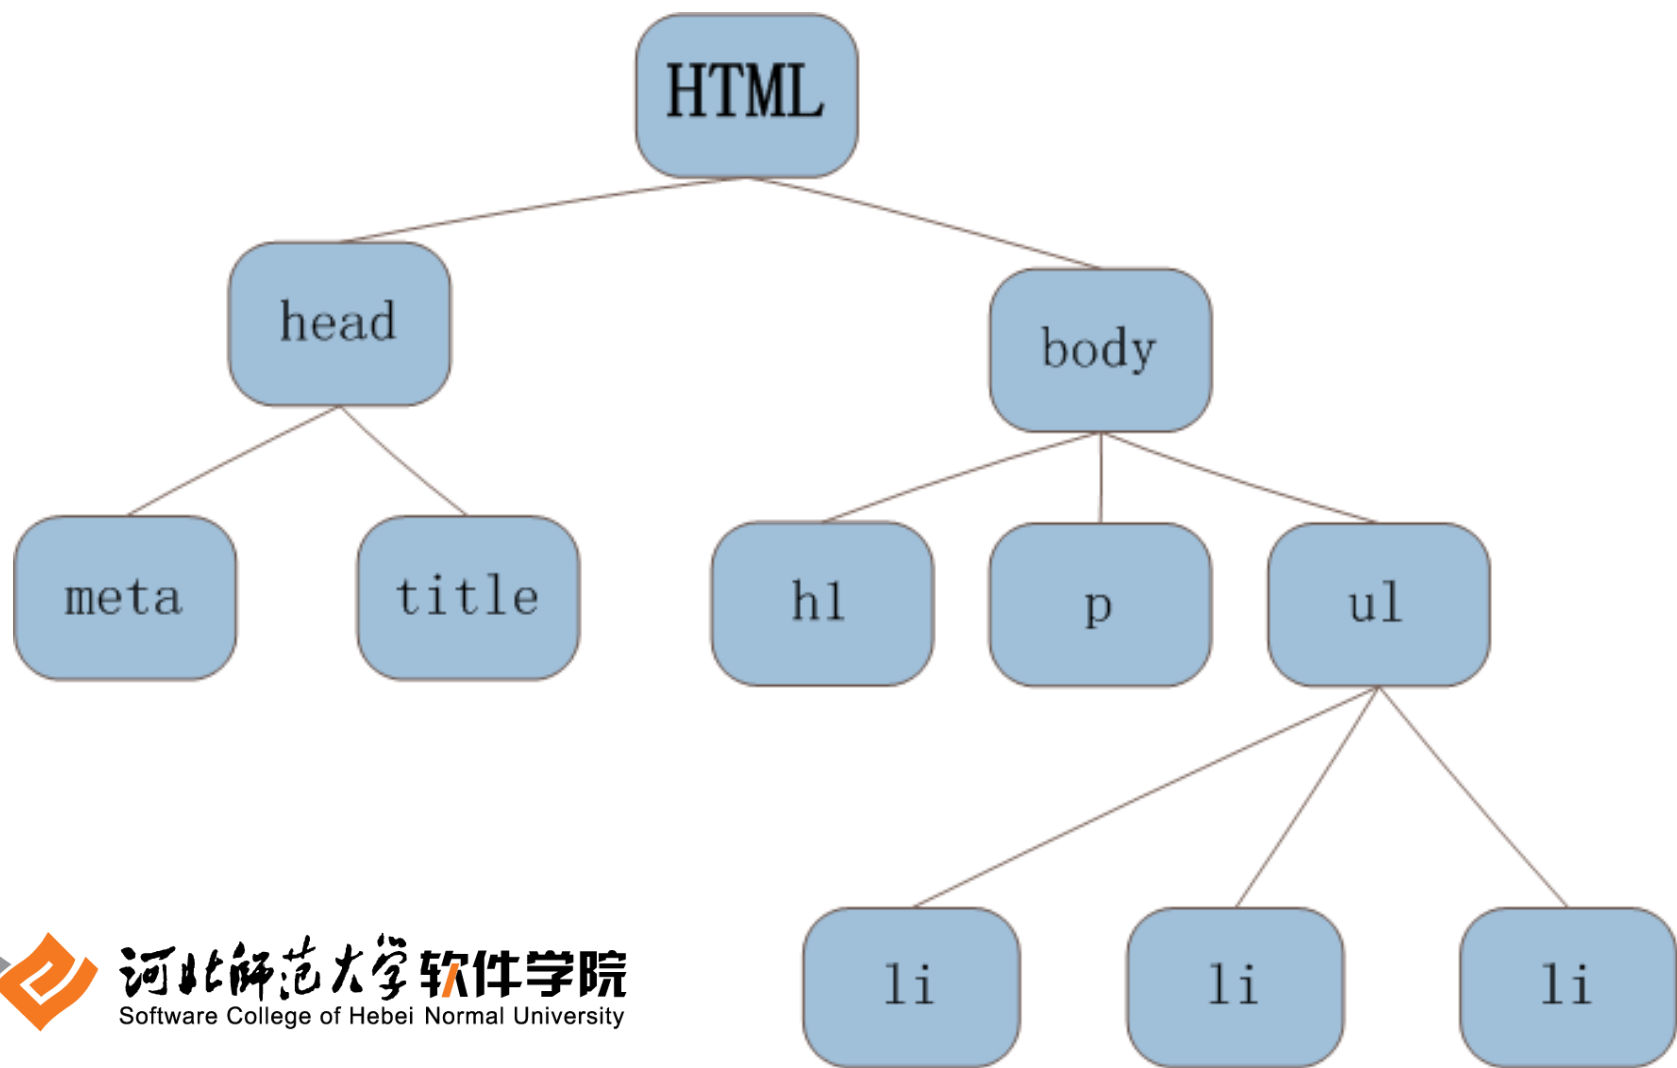 HTML
head
body
meta
title
h1
p
ul
li
li
li
河北师范大学软件学院
Software College of Hebei Normal University